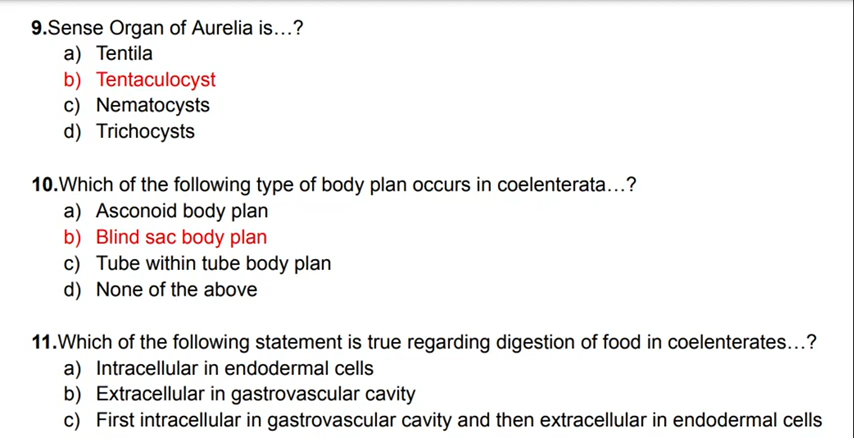 9.Sense Organ of Aurelia is…?
a) Tentila
b) Tentaculocyst
c) Nematocysts
d) Trichocysts
10.Which of the following type of body plan occurs in coelenterata…?
a) Asconoid body plan
b) Blind sac body plan
c) Tube within tube body plan
d) None of the above
11.Which of the following statement is true regarding digestion of food in coelenterates…?
a) Intracellular in endodermal cells
b) Extracellular in gastrovascular cavity
c) First intracellular in gastrovascular cavity and then extracellular in endodermal cells